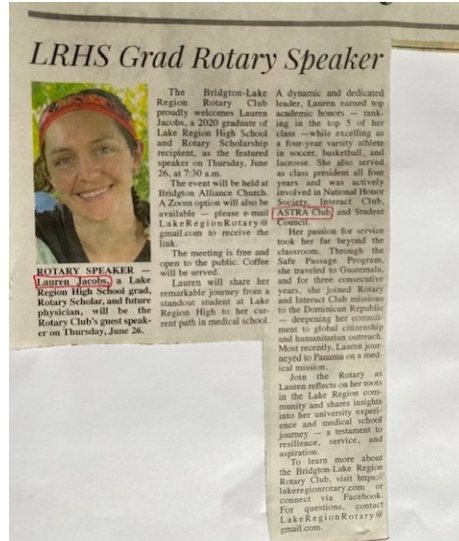 LRHS Grad Rotary Speaker
ROTARY SPEAKER —
Lauren Jacobs, a Lake
Region High School grad,
Rotary Scholar, and future
physician, will be the
Rotary Club's guest speak-
er on Thursday, June 26.
The Bridgton-Lake
Region Rotary Club
proudly welcomes Lauren
Jacobs, a 2020 graduate of
Lake Region High School
and Rotary Scholarship
recipient, as the featured
speaker on Thursday, June
26, at 7:30 a.m.
The event will be held at
Bridgton Alliance Church.
A Zoom option will also be
available — please e-mail
LakeRegionRotary@
gmail.com to receive the
link.
The meeting is free and
open to the public. Coffee
will be served.
Lauren will share her
remarkable journey from a
standout student at Lake
Region High to her cur-
rent path in medical school.
A dynamic and dedicated
leader, Lauren earned top
academic honors — rank-
ing in the top 5 of her
class — while excelling as
a four-year varsity athlete
in soccer, basketball, and
lacrosse. She also served
as class president all four
years and was actively
involved in National Honor
Society, Interact Club,
ASTRA Club, and Student
Council.
Her passion for service
took her far beyond the
classroom. Through the
Safe Passage Program,
she traveled to Guatemala,
and for three consecutive
years, she joined Rotary
and Interact Club missions
to the Dominican Republic
— deepening her commit-
ment to global citizenship
and humanitarian outreach.
Most recently, Lauren jour-
neyed to Panama on a med-
ical mission.
Join the Rotary as
Lauren reflects on her roots
in the Lake Region com-
munity and shares insights
into her university experi-
ence and medical school
journey — a testament to
resilience, service, and
aspiration.
To learn more about
the Bridgton-Lake Region
Rotary Club, visit https://
lakeregionrotary.com or
connect via Facebook.
For questions, contact
LakeRegionRotary@
gmail.com.